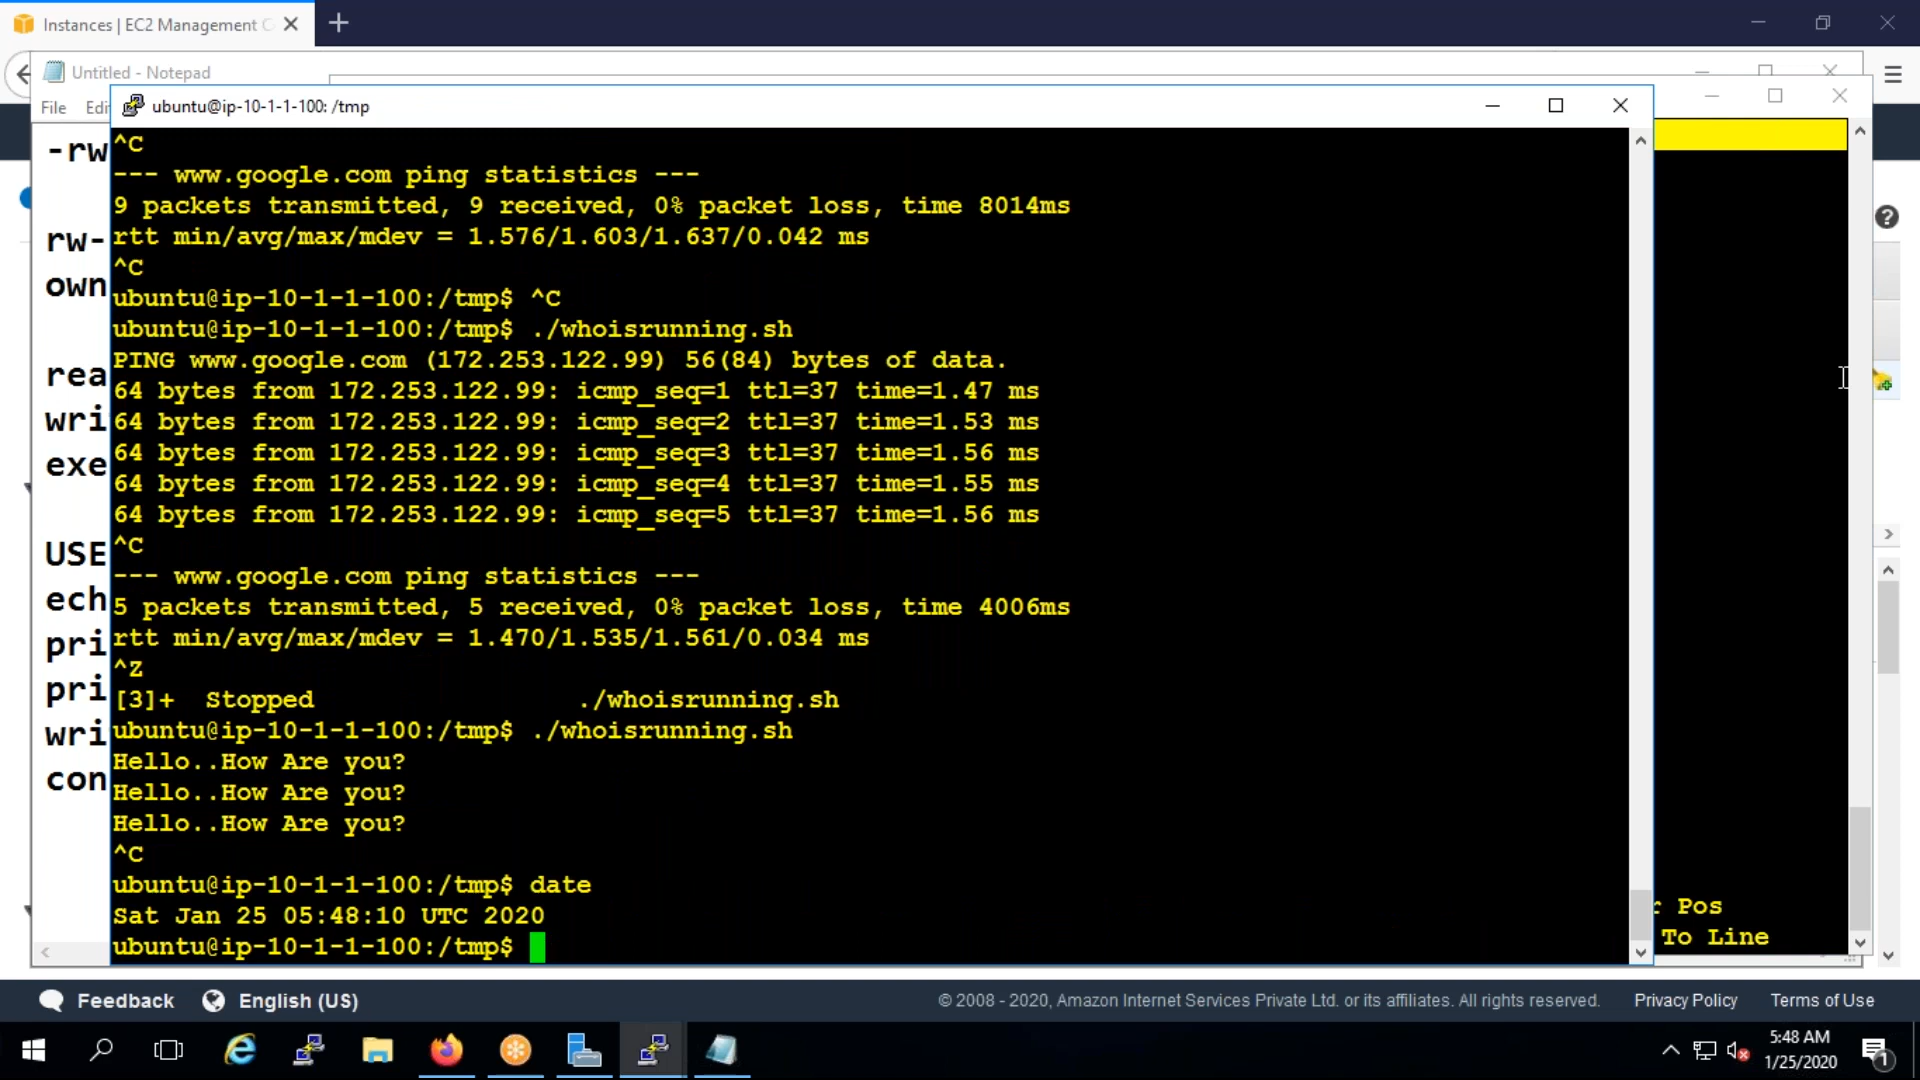 Instances | EC2 Management C
Untitled - Notepad
File Edi
ubuntu@ip-10-1-1-100: /tmp
-rw
rw-
own
rea
wri
exe
USE
ech
pri
pri
wri
con
^C
--- www.google.com ping statistics ---
9 packets transmitted, 9 received, 0% packet loss, time 8014ms
rtt min/avg/max/mdev = 1.576/1.603/1.637/0.042 ms
^C
ubuntu@ip-10-1-1-100:/tmp$ ^C
ubuntu@ip-10-1-1-100:/tmp$ ./whoisrunning.sh
PING www.google.com (172.253.122.99) 56(84) bytes of data.
64 bytes from 172.253.122.99: icmp_seq=1 ttl=37 time=1.47 ms
64 bytes from 172.253.122.99: icmp_seq=2 ttl=37 time=1.53 ms
64 bytes from 172.253.122.99: icmp_seq=3 ttl=37 time=1.56 ms
64 bytes from 172.253.122.99: icmp_seq=4 ttl=37 time=1.55 ms
64 bytes from 172.253.122.99: icmp_seq=5 ttl=37 time=1.56 ms
^C
--- www.google.com ping statistics ---
5 packets transmitted, 5 received, 0% packet loss, time 4006ms
rtt min/avg/max/mdev = 1.470/1.535/1.561/0.034 ms
^Z
[3]+  Stopped                 ./whoisrunning.sh
ubuntu@ip-10-1-1-100:/tmp$ ./whoisrunning.sh
Hello..How Are you?
Hello..How Are you?
Hello..How Are you?
^C
ubuntu@ip-10-1-1-100:/tmp$ date
Sat Jan 25 05:48:10 UTC 2020
ubuntu@ip-10-1-1-100:/tmp$
r Pos
To Line
Feedback English (US) © 2008 - 2020, Amazon Internet Services Private Ltd. or its affiliates. All rights reserved. Privacy Policy Terms of Use
5:48 AM
1/25/2020
1